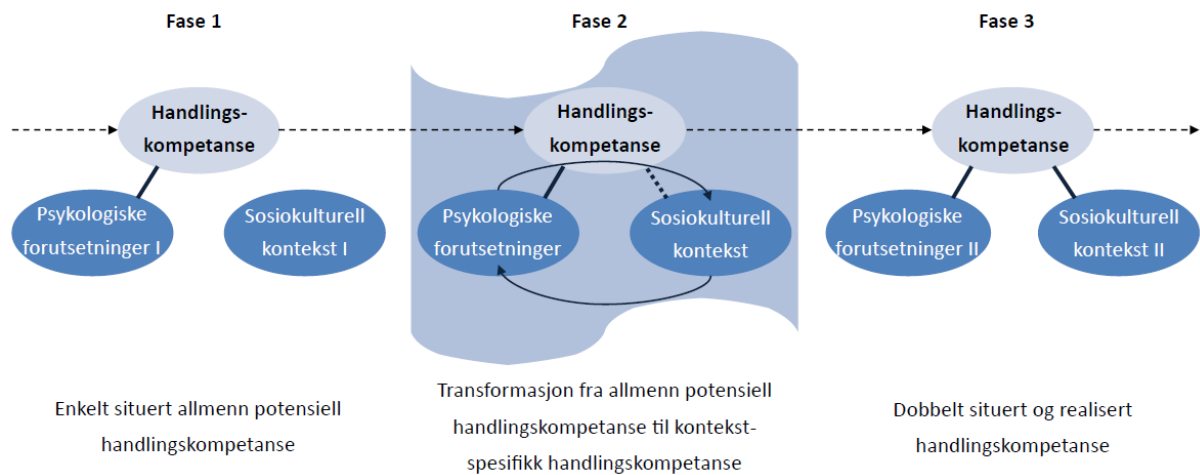 Fase 1
Fase 2
Fase 3
Handlings-
kompetanse
Psykologiske
forutsetninger I
Sosiokulturell
kontekst I
Handlings-
kompetanse
Psykologiske
forutsetninger
Sosiokulturell
kontekst
Handlings-
kompetanse
Psykologiske
forutsetninger II
Sosiokulturell
kontekst II
Enkelt situert allmenn potensiell
handlingskompetanse
Transformasjon fra allmenn potensiell
handlingskompetanse til kontekst-
spesifikk handlingskompetanse
Dobbelt situert og realisert
handlingskompetanse